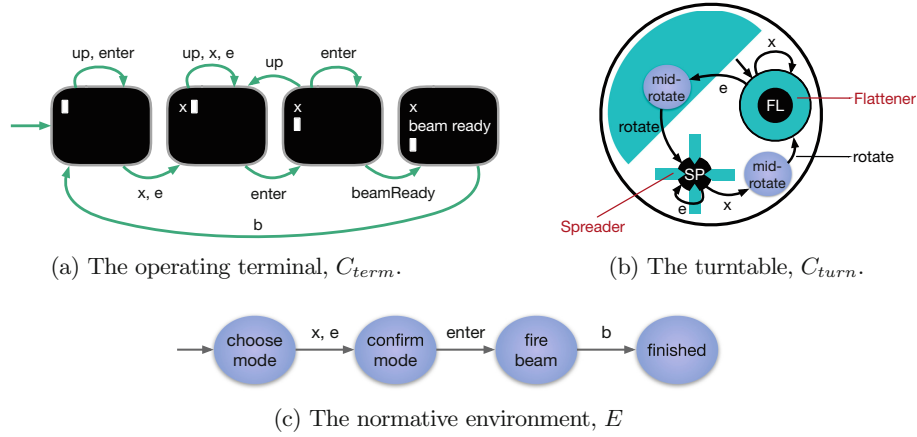 up, enter
up, x, e
up
enter
x
x
x
beam ready
x, e
enter
beamReady
b
(a) The operating terminal, C_term.
x
e
mid-
rotate
FL
Flattener
rotate
SP
mid-
rotate
rotate
e
x
Spreader
(b) The turntable, C_turn.
x, e
enter
b
choose
mode
confirm
mode
fire
beam
finished
(c) The normative environment, E